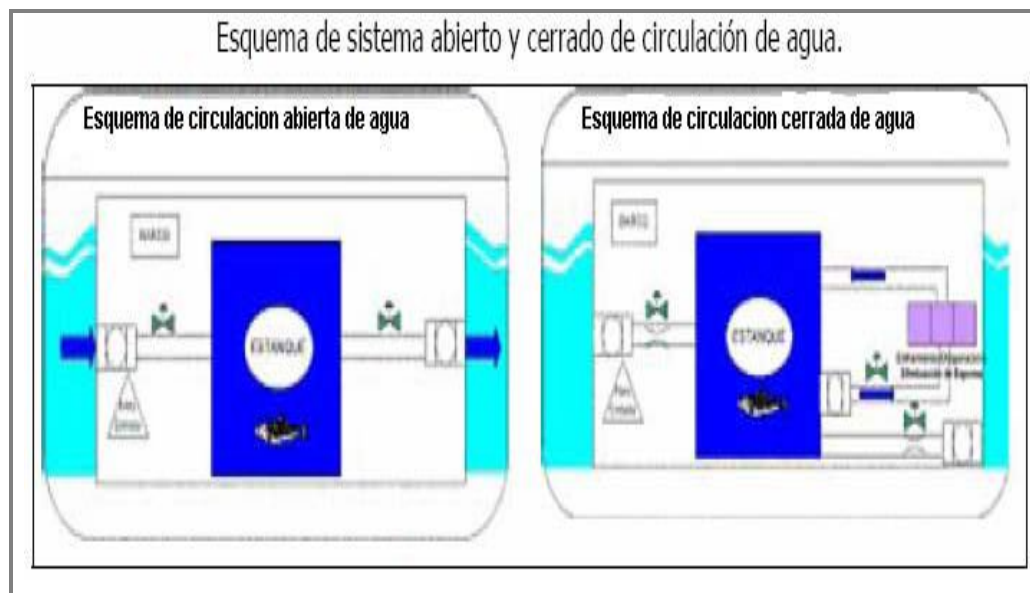 Esquema de sistema abierto y cerrado de circulación de agua.
Esquema de circulacion abierta de agua
Esquema de circulacion cerrada de agua
BARCO
BARCO
ESTANQUE
ESTANQUE